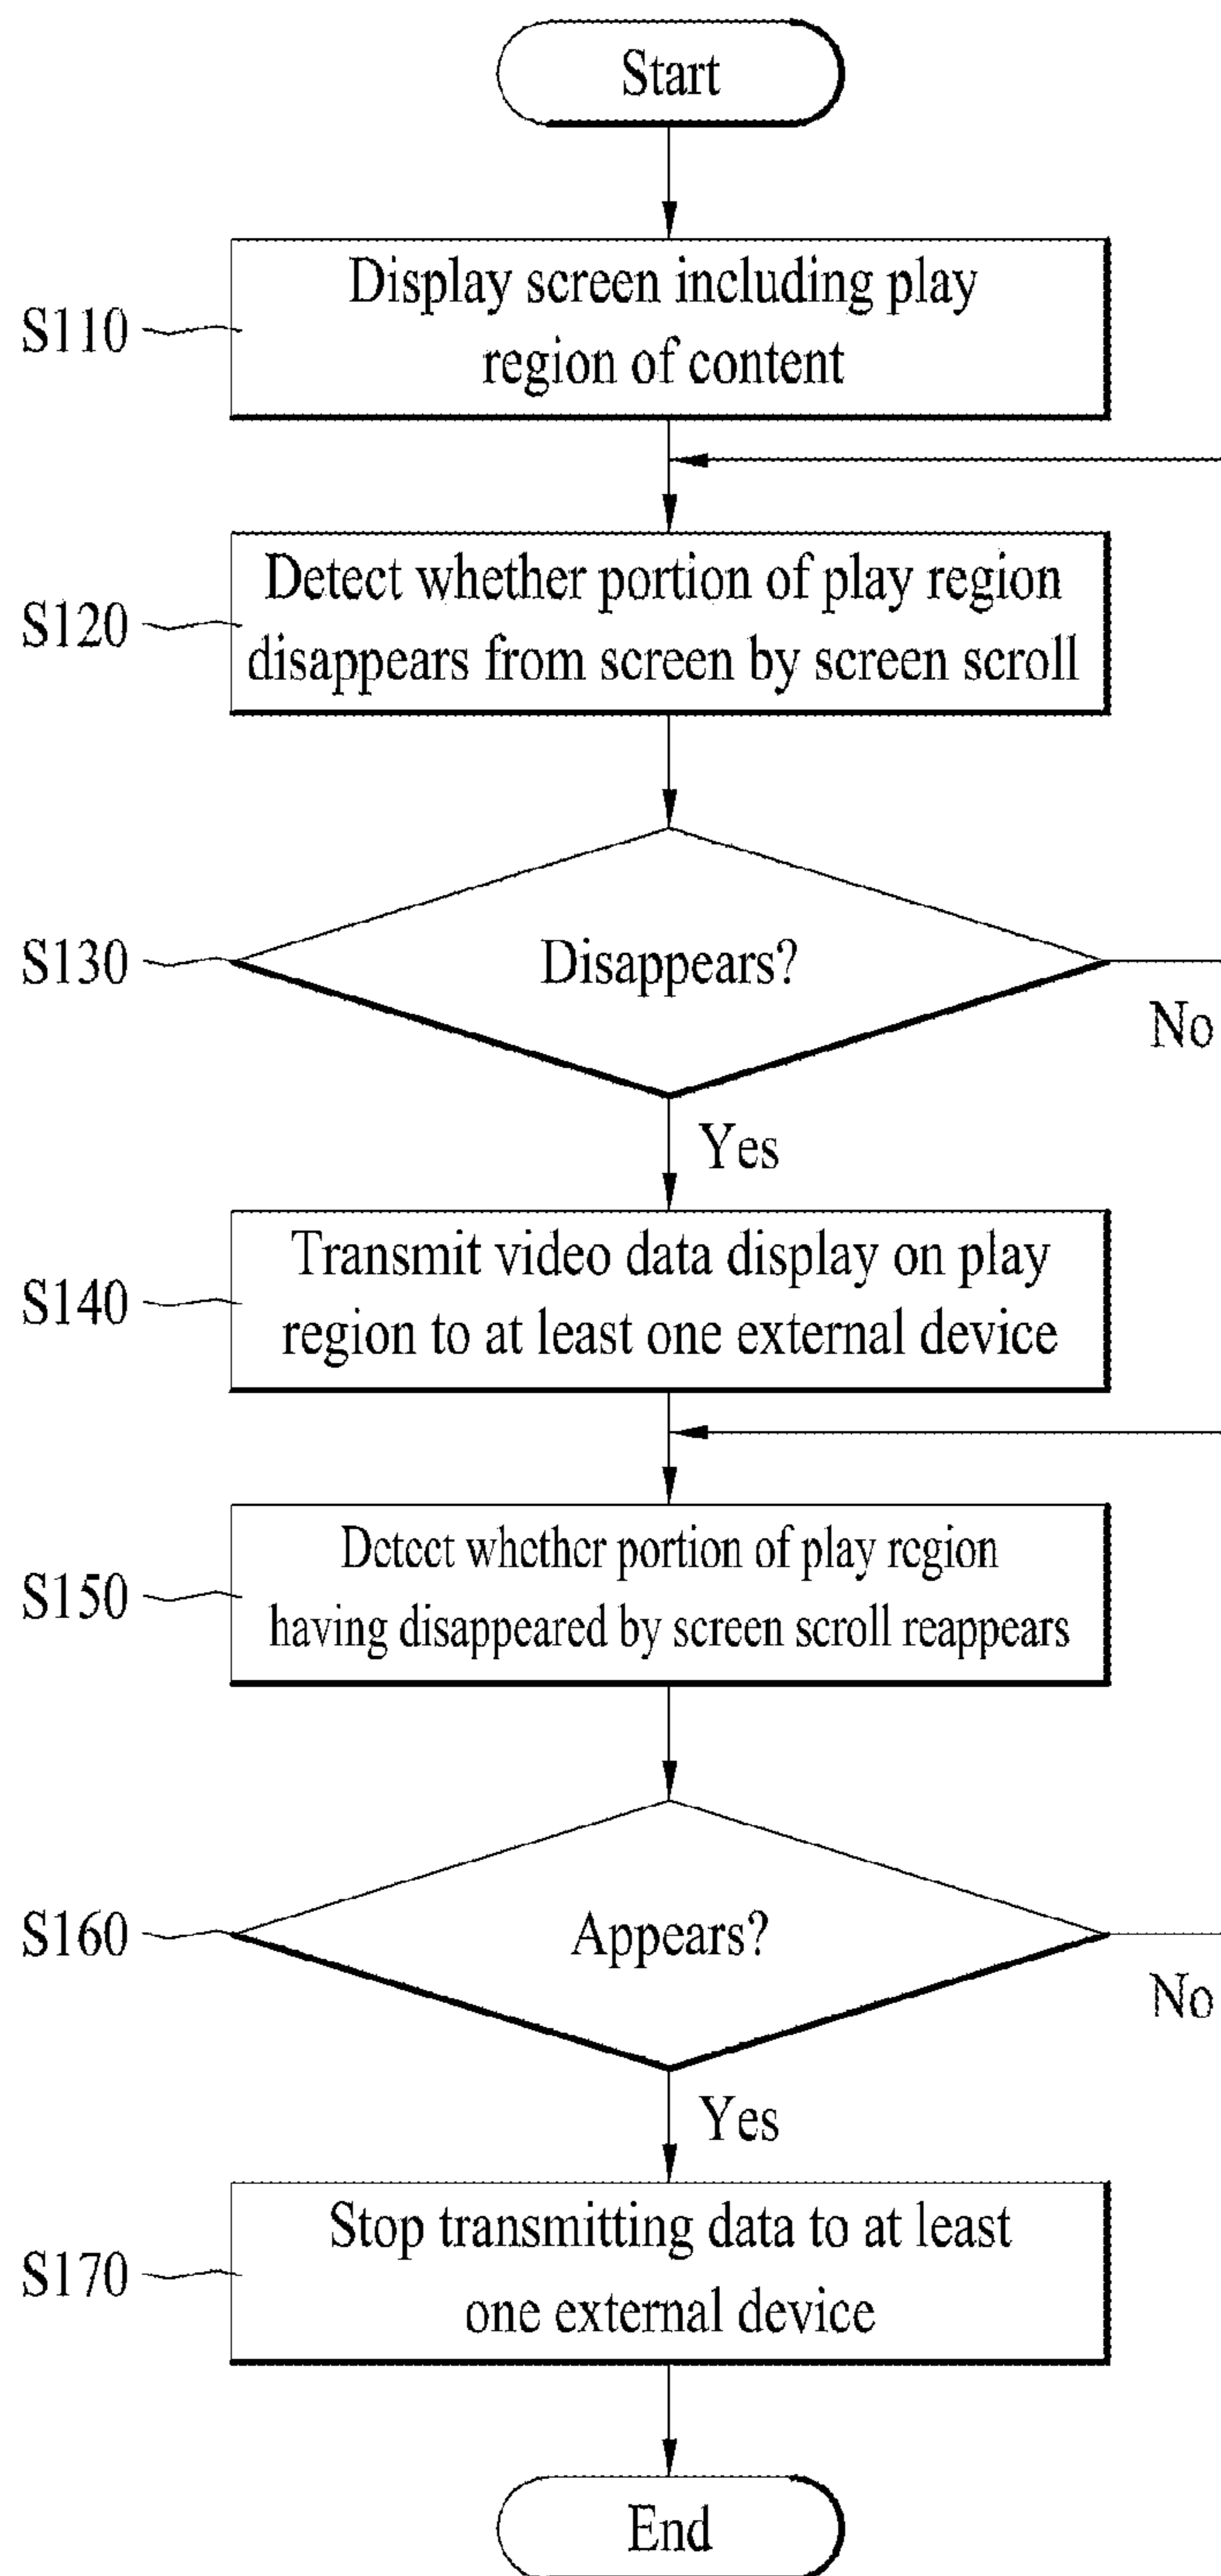 Start
Display screen including play
region of content
S110
Detect whether portion of play region
disappears from screen by screen scroll
S120
Disappears?
S130
No
Yes
Transmit video data display on play
region to at least one external device
S140
Detect whether portion of play region
having disappeared by screen scroll reappears
S150
Appears?
S160
No
Yes
Stop transmitting data to at least
one external device
S170
End